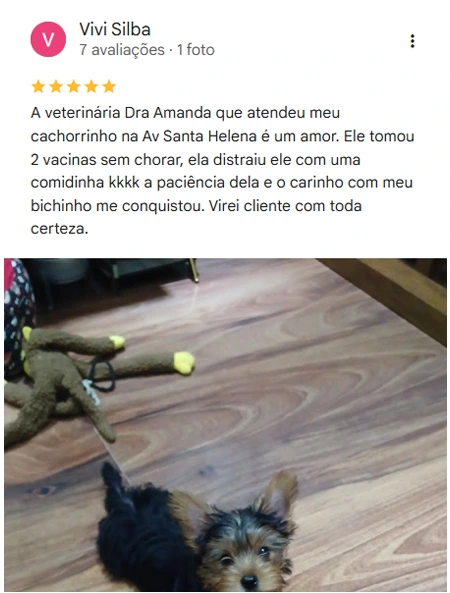 V
Vivi Silba
7 avaliações · 1 foto
A veterinária Dra Amanda que atendeu meu
cachorrinho na Av Santa Helena é um amor. Ele tomou
2 vacinas sem chorar, ela distraiu ele com uma
comidinha kkkk a paciência dela e o carinho com meu
bichinho me conquistou. Virei cliente com toda
certeza.